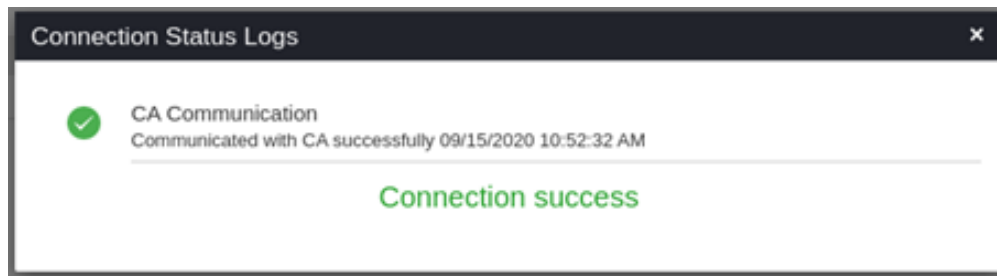 Connection Status Logs
CA Communication
Communicated with CA successfully 09/15/2020 10:52:32 AM
Connection success